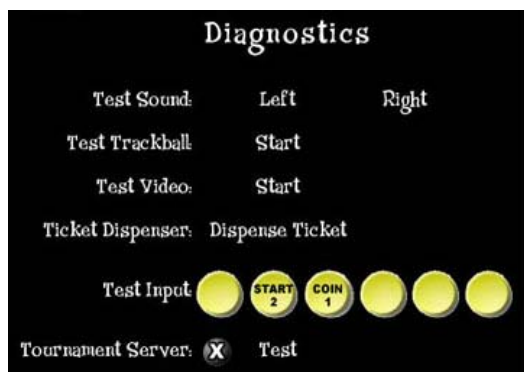 Diagnostics
Test Sound: Left Right
Test Trackball: Start
Test Video: Start
Ticket Dispenser: Dispense Ticket
Test Input START 2 COIN 1
Tournament Server: X Test